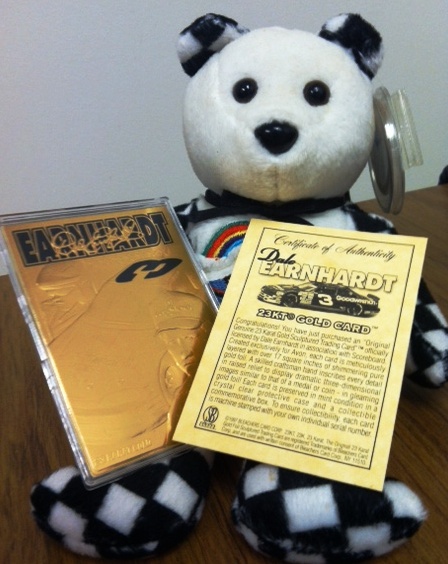 EARNHARDT
3
Certificate of Authenticity
Dale
EARNHARDT
3 Goodwrench
23KT GOLD CARD™
Congratulations! You have just purchased an "Original
Genuine 23 Karat Gold Sculptured Trading Card" officially
licensed by Dale Earnhardt in association with Scoreboard.
Created exclusively for Avon, each card is meticulously
layered with over 17 square inches of shimmering pure
gold foil. A skilled craftsman hand sculptures every detail
in raised relief to display dramatic three-dimensional
images similar to that of a medal coin - in gleaming
gold foil! Each card is preserved in mint condition in a
crystal clear protective case and a collectible
commemorative box. To ensure collectibility, each card
is machine stamped with your own individual serial number.
©1997 BLEACHERS CARD CORP.